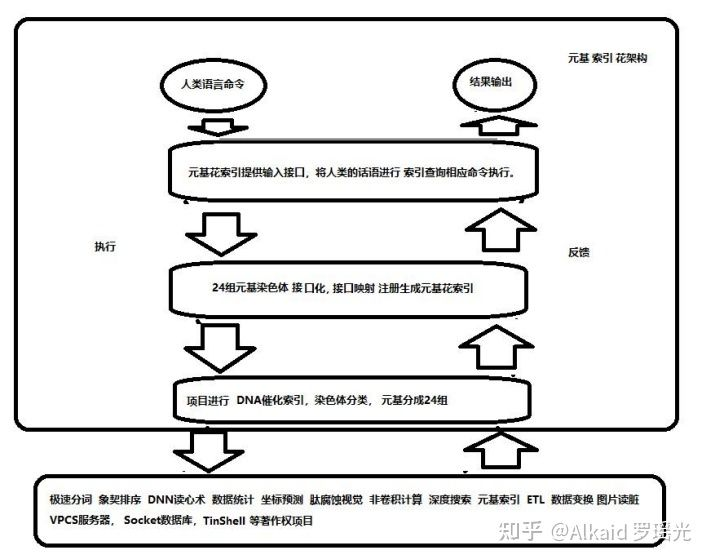 元基 索引 花架构
人类语言命令
结果输出
元基花索引提供输入接口，将人类的话语进行 索引查询相应命令执行。
执行
反馈
24组元基染色体 接口化, 接口映射 注册生成元基花索引
项目进行 DNA催化索引，染色体分类， 元基分成24组
极速分词 象契排序 DNN读心术 数据统计 坐标预测 肽腐蚀视觉 非卷积计算 深度搜索 元基索引 ETL 数据变换 图片读脏
VPCS服务器， Socket数据库，TinShell 等著作权项目
知乎 @Alkaid 罗瑶光